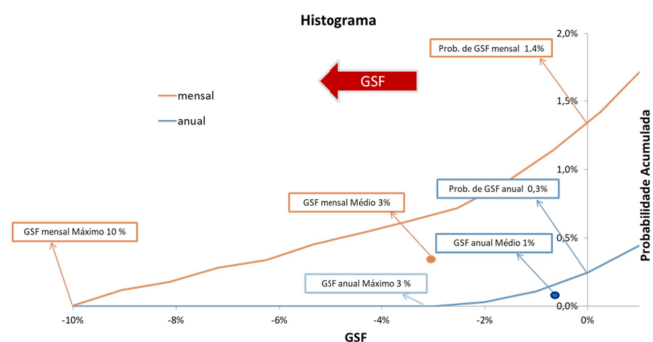 Histograma
2,0%
Prob. de GSF mensal 1.4%
GSF
mensal
anual
1,5%
1,0%
Prob. de GSF anual 0,3%
GSF mensal Médio 3%
GSF mensal Máximo 10 %
0,5%
GSF anual Médio 1%
GSF anual Máximo 3 %
0,0%
Probabilidade Acumulada
-10%
-8%
-6%
-4%
-2%
0%
GSF